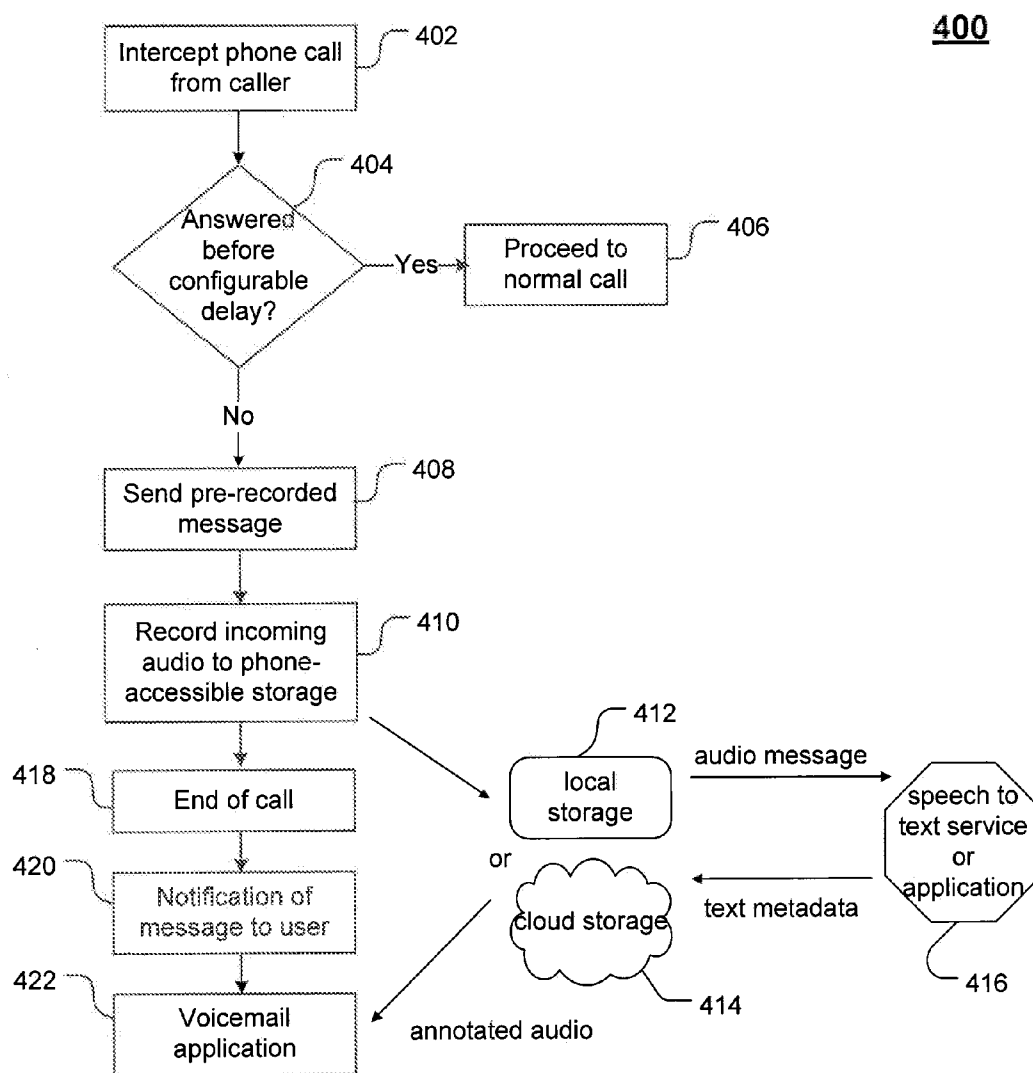 400
Intercept phone call
from caller
402
404
Answered
before
configurable
delay?
Yes
Proceed to
normal call
406
No
Send pre-recorded
message
408
Record incoming
audio to phone-
accessible storage
410
412
local
storage
audio message
speech to
text service
or
application
416
or
cloud storage
414
text metadata
418
End of call
420
Notification of
message to user
422
Voicemail
application
annotated audio